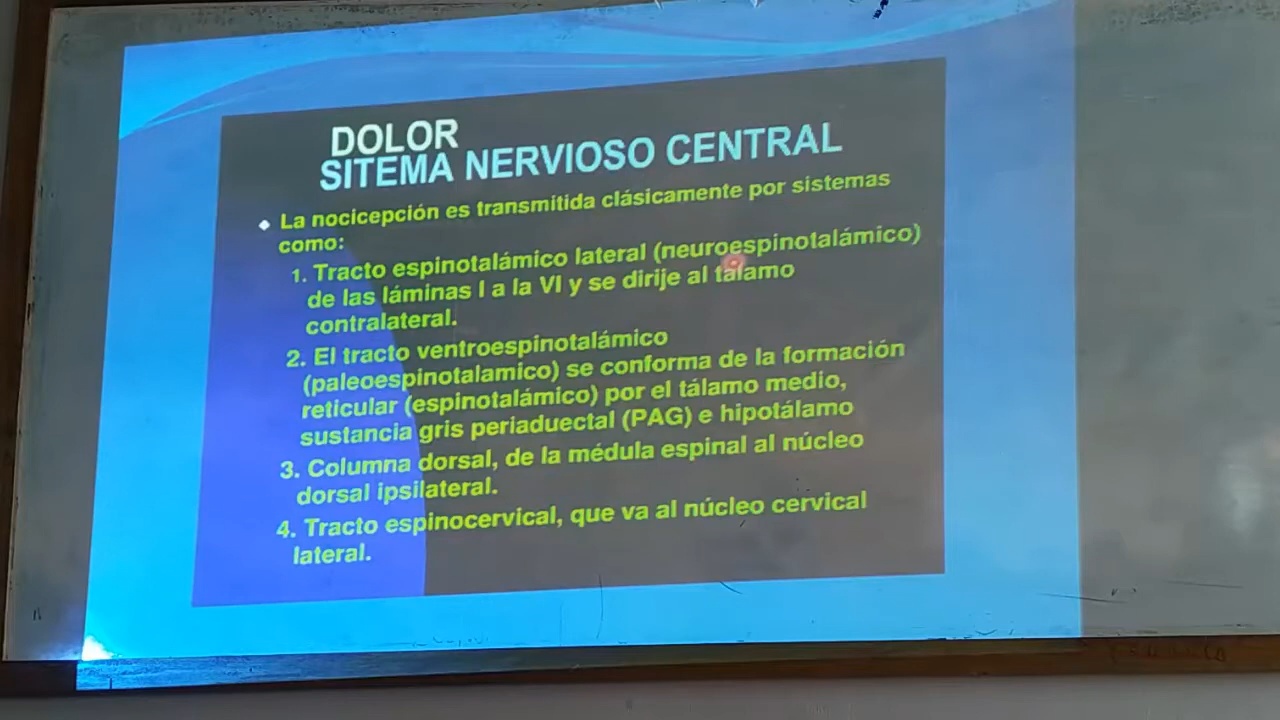 DOLOR
SITEMA NERVIOSO CENTRAL
La nocicepción es transmitida clásicamente por sistemas
como:
1. Tracto espinotalámico lateral (neuroespinotalámico)
de las láminas I a la VI y se dirije al tálamo
contralateral.
2. El tracto ventroespinotalámico
(paleoespinotalamico) se conforma de la formación
reticular (espinotalámico) por el tálamo medio,
sustancia gris periaduectal (PAG) e hipotálamo
3. Columna dorsal, de la médula espinal al núcleo
dorsal ipsilateral.
4. Tracto espinocervical, que va al núcleo cervical
lateral.